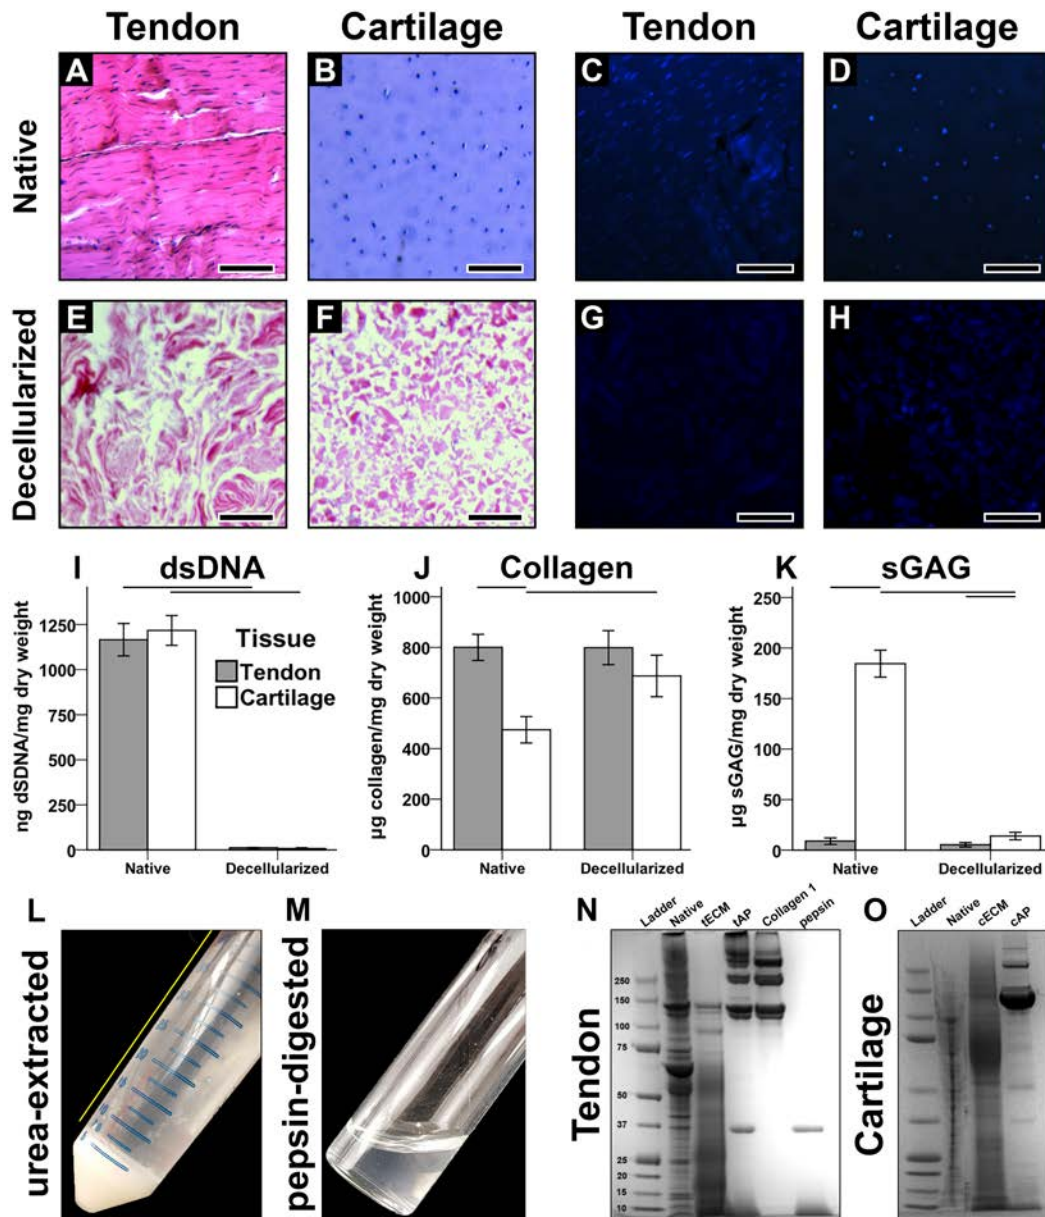 Tendon Cartilage Tendon Cartilage
Native
A B C D
Decellularized
E F G H
I dsDNA
ng dSDNA/mg dry weight
1250
1000
750
500
250
0
Tissue
Tendon
Cartilage
Native Decellularized
J Collagen
µg collagen/mg dry weight
1000
800
600
400
200
0
Native Decellularized
K sGAG
µg sGAG/mg dry weight
250
200
150
100
50
0
Native Decellularized
L
urea-extracted
M
pepsin-digested
N
Tendon
Ladder Native tECM tAP Collagen 1 pepsin
250
150
100
75
50
37
25
20
15
10
O
Cartilage
Ladder Native cECM cAP